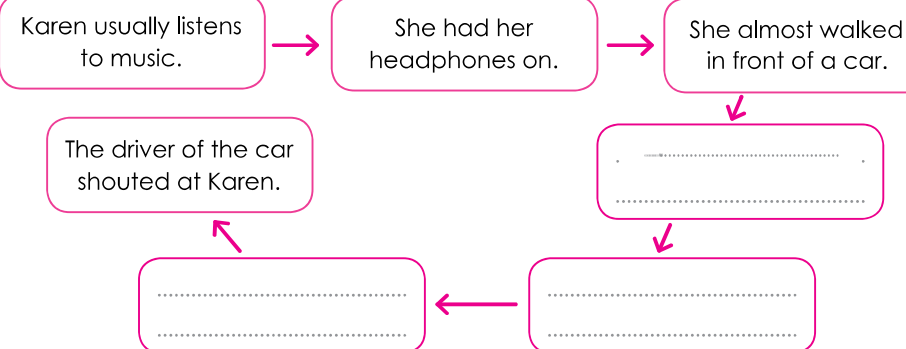 Karen usually listens
to music.
She had her
headphones on.
She almost walked
in front of a car.
The driver of the car
shouted at Karen.